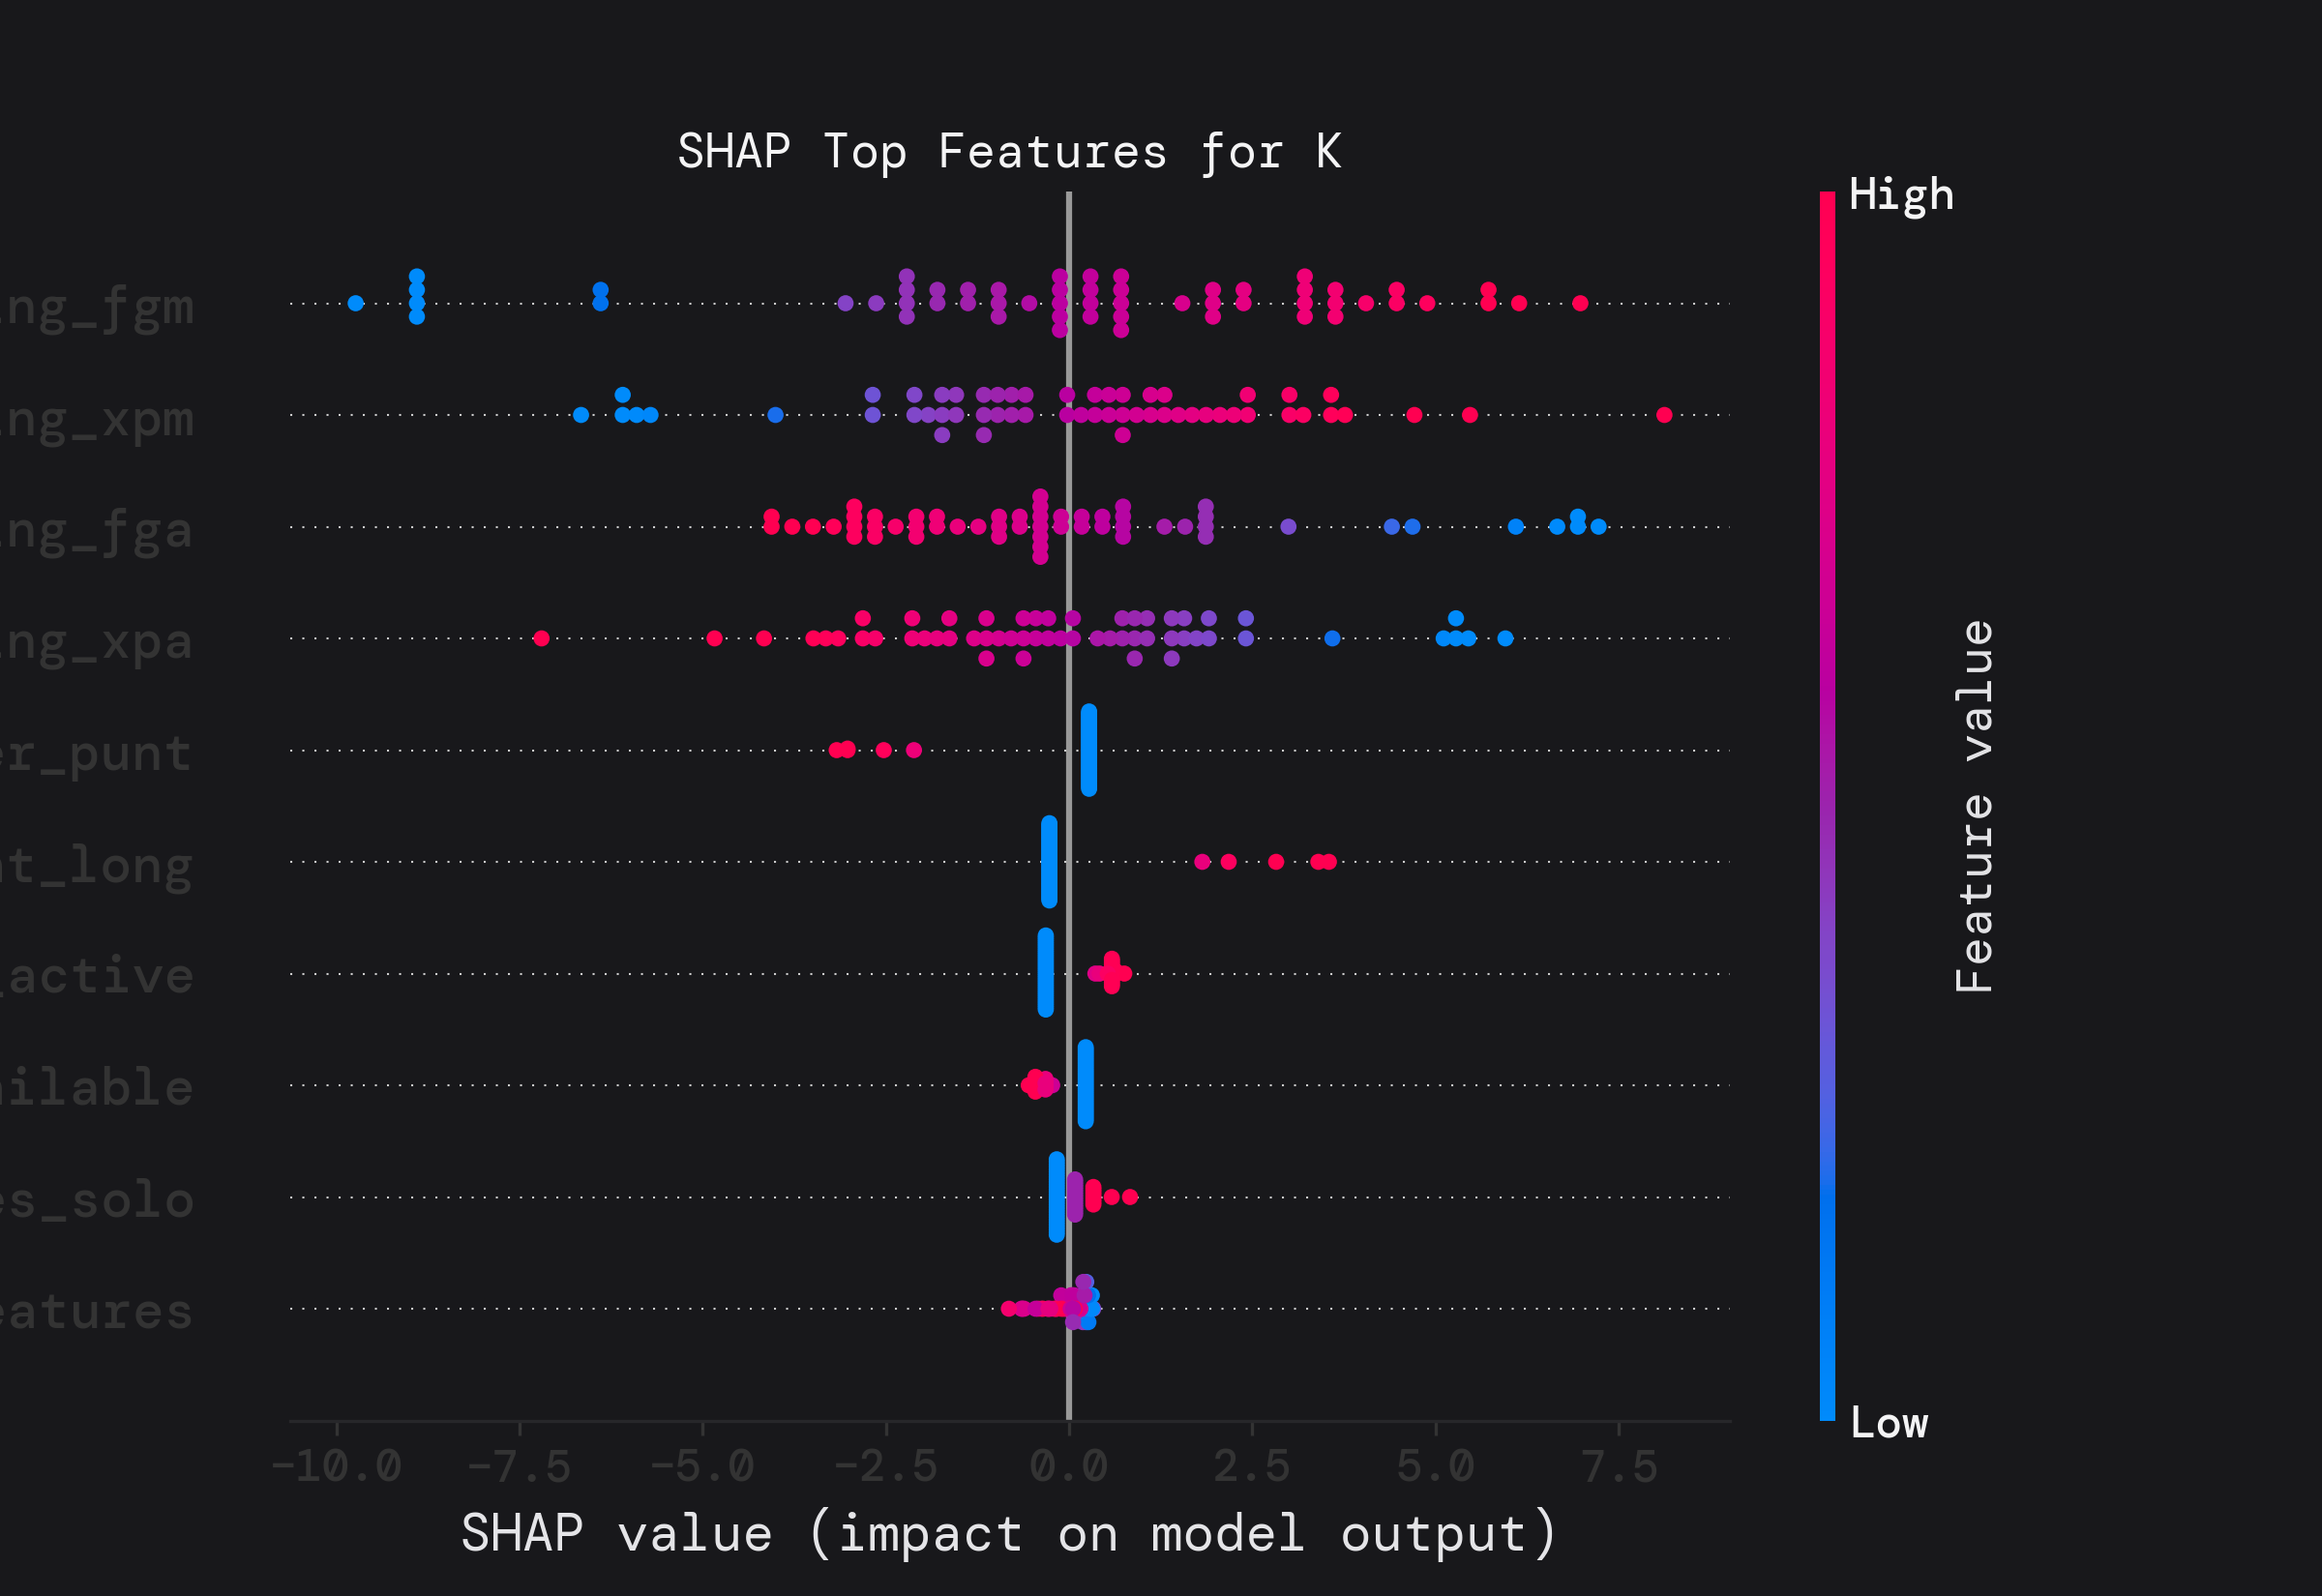 SHAP Top Features for K
High
ng_fgm
ng_xpm
ng_fga
ng_xpa
er_punt
t_long
_active
ilable
es_solo
eatures
Feature value
Low
−10.0 −7.5 −5.0 −2.5 0.0 2.5 5.0 7.5
SHAP value (impact on model output)